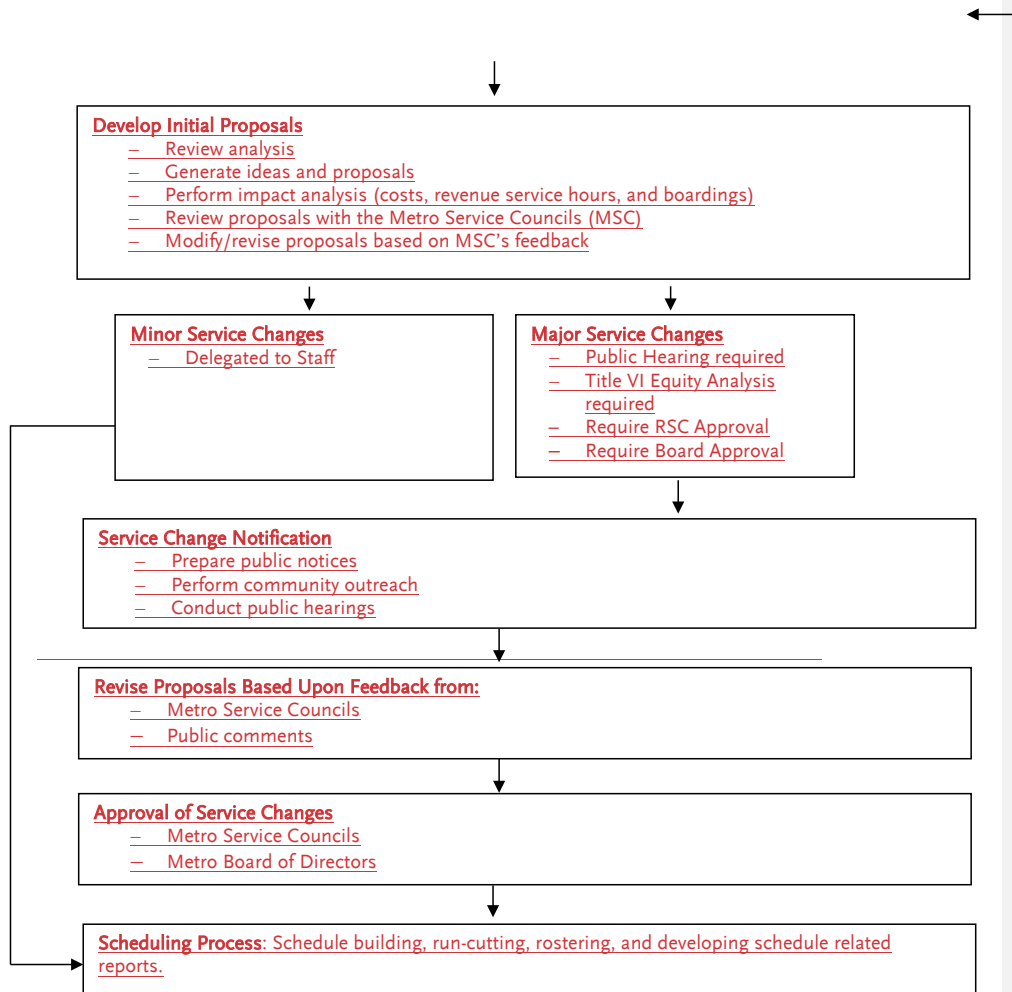 Develop Initial Proposals
– Review analysis
– Generate ideas and proposals
– Perform impact analysis (costs, revenue service hours, and boardings)
– Review proposals with the Metro Service Councils (MSC)
– Modify/revise proposals based on MSC’s feedback
Minor Service Changes
– Delegated to Staff
Major Service Changes
– Public Hearing required
– Title VI Equity Analysis
required
– Require RSC Approval
– Require Board Approval
Service Change Notification
– Prepare public notices
– Perform community outreach
– Conduct public hearings
Revise Proposals Based Upon Feedback from:
– Metro Service Councils
– Public comments
Approval of Service Changes
– Metro Service Councils
– Metro Board of Directors
Scheduling Process: Schedule building, run-cutting, rostering, and developing schedule related
reports.